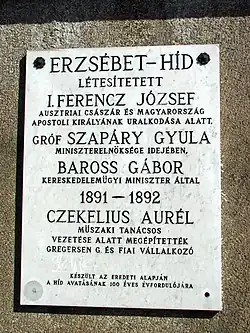 ERZSÉBET-HÍD
LÉTESÍTETETT
I. FERENCZ JÓZSEF
AUSZTRIAI CSÁSZÁR ÉS MAGYARORSZÁG
APOSTOLI KIRÁLYÁNAK URALKODÁSA ALATT.
GRÓF SZAPÁRY GYULA
MINISZTERELNÖKSÉGE IDEJÉBEN,
BAROSS GÁBOR
KERESKEDELEMÜGYI MINISZTER ÁLTAL
1891-1892
CZEKELIUS AURÉL
MŰSZAKI TANÁCSOS
VEZETÉSE ALATT MEGÉPÍTETTÉK
GREGERSEN G. ÉS FIAI VÁLLALKOZÓ
KÉSZÜLT AZ EREDETI ALAPJÁN
A HÍD AVATÁSÁNAK 100 ÉVES ÉVFORDULÓJÁRA